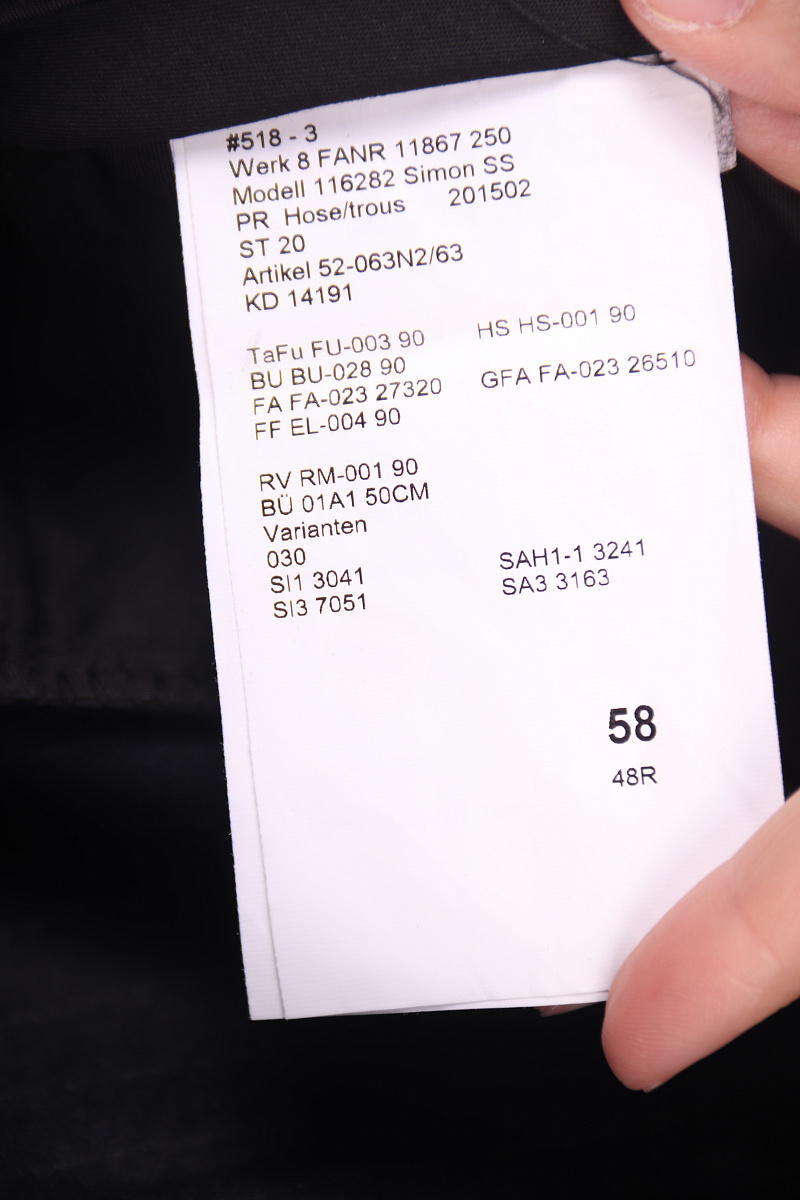 #518 - 3
Werk 8 FANR 11867 250
Modell 116282 Simon SS
PR Hose/trous 201502
ST 20
Artikel 52-063N2/63
KD 14191
TaFu FU-003 90 HS HS-001 90
BU BU-028 90
FA FA-023 27320 GFA FA-023 26510
FF EL-004 90
RV RM-001 90
BÜ 01A1 50CM
Varianten
030
SI1 3041 SAH1-1 3241
SI3 7051 SA3 3163
58
48R